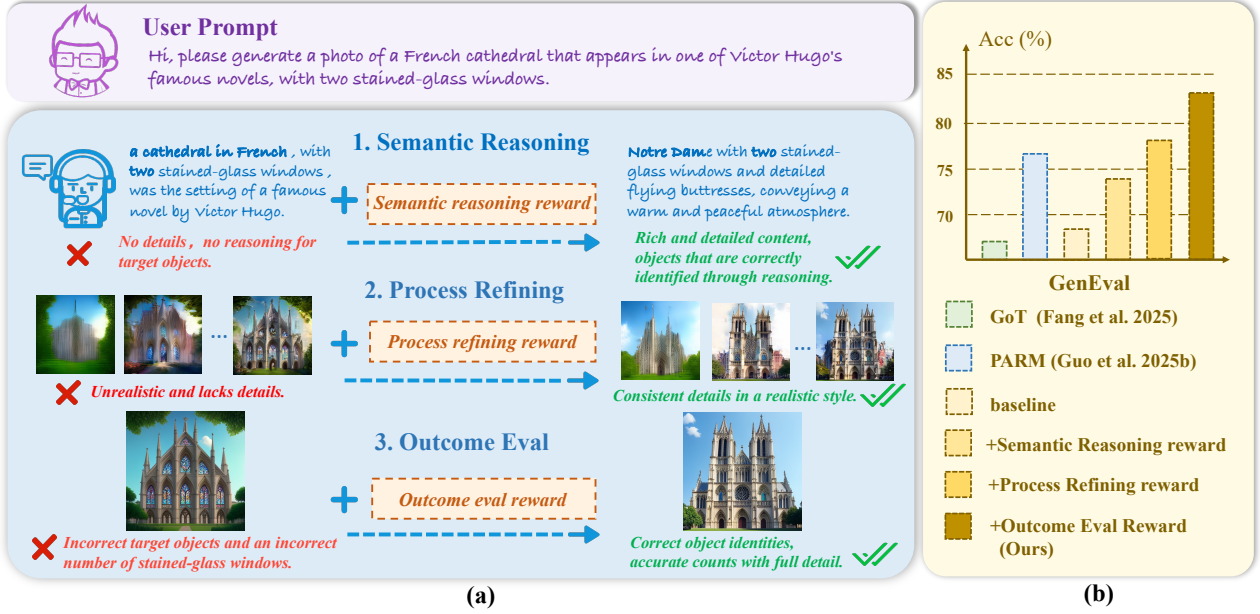 User Prompt
Hi, please generate a photo of a French cathedral that appears in one of Victor Hugo's
famous novels, with two stained-glass windows.
1. Semantic Reasoning
a cathedral in French , with
two stained-glass windows ,
was the setting of a famous
novel by Victor Hugo.
Semantic reasoning reward
Notre Dame with two stained-
glass windows and detailed
flying buttresses, conveying a
warm and peaceful atmosphere.
No details, no reasoning for
target objects.
Rich and detailed content,
objects that are correctly
identified through reasoning.
2. Process Refining
...
Process refining reward
...
Unrealistic and lacks details.
Consistent details in a realistic style.
3. Outcome Eval
Outcome eval reward
Incorrect target objects and an incorrect
number of stained-glass windows.
Correct object identities,
accurate counts with full detail.
(a)
Acc (%)
85
80
75
70
GenEval
GoT (Fang et al. 2025)
PARM (Guo et al. 2025b)
baseline
+Semantic Reasoning reward
+Process Refining reward
+Outcome Eval Reward
(Ours)
(b)